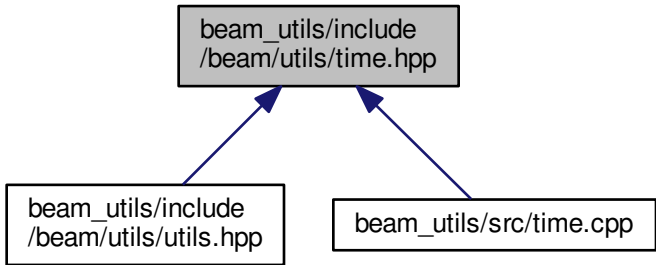 beam_utils/include
/beam/utils/time.hpp
beam_utils/include
/beam/utils/utils.hpp
beam_utils/src/time.cpp